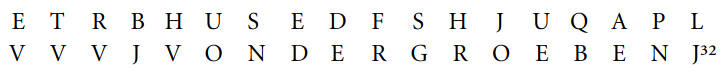 E T R B H U S E D F S H J U Q A P L
V V V J V O N D E R G R O E B E N J³²